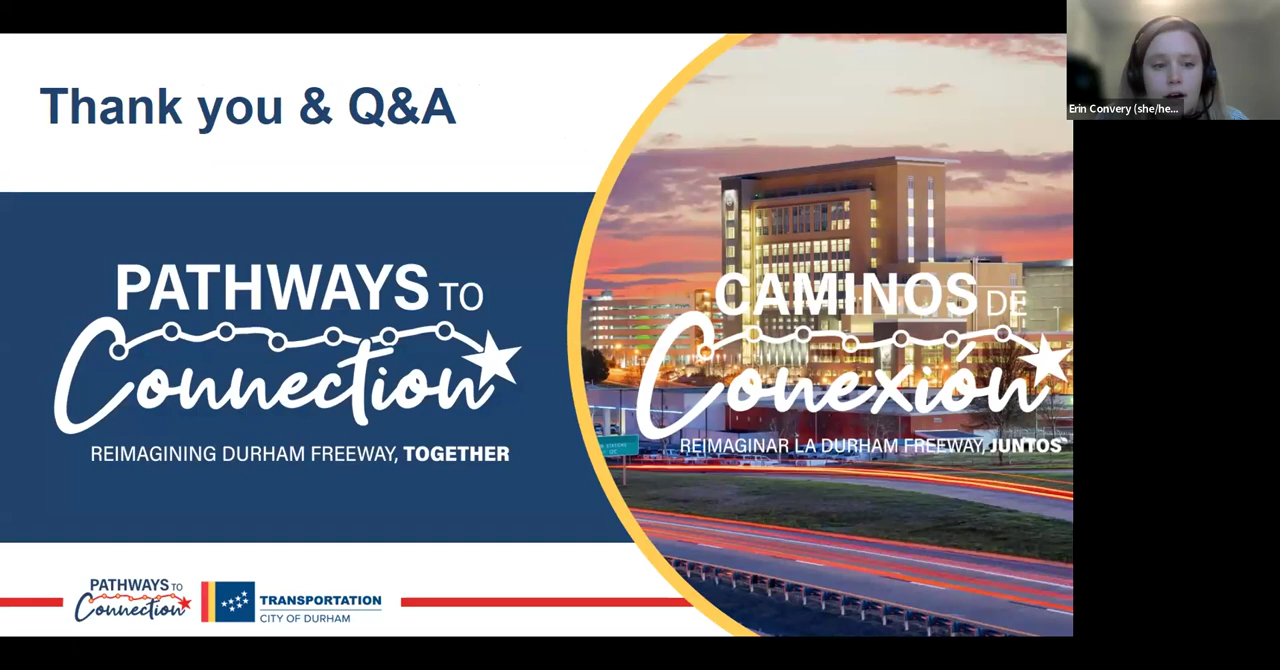 Thank you & Q&A
Erin Convery (she/he...
PATHWAYS TO
Connection
REIMAGINING DURHAM FREEWAY, TOGETHER
CAMINOS DE
Conexión
REIMAGINAR LA DURHAM FREEWAY, JUNTOS
PATHWAYS TO
Connection
TRANSPORTATION
CITY OF DURHAM